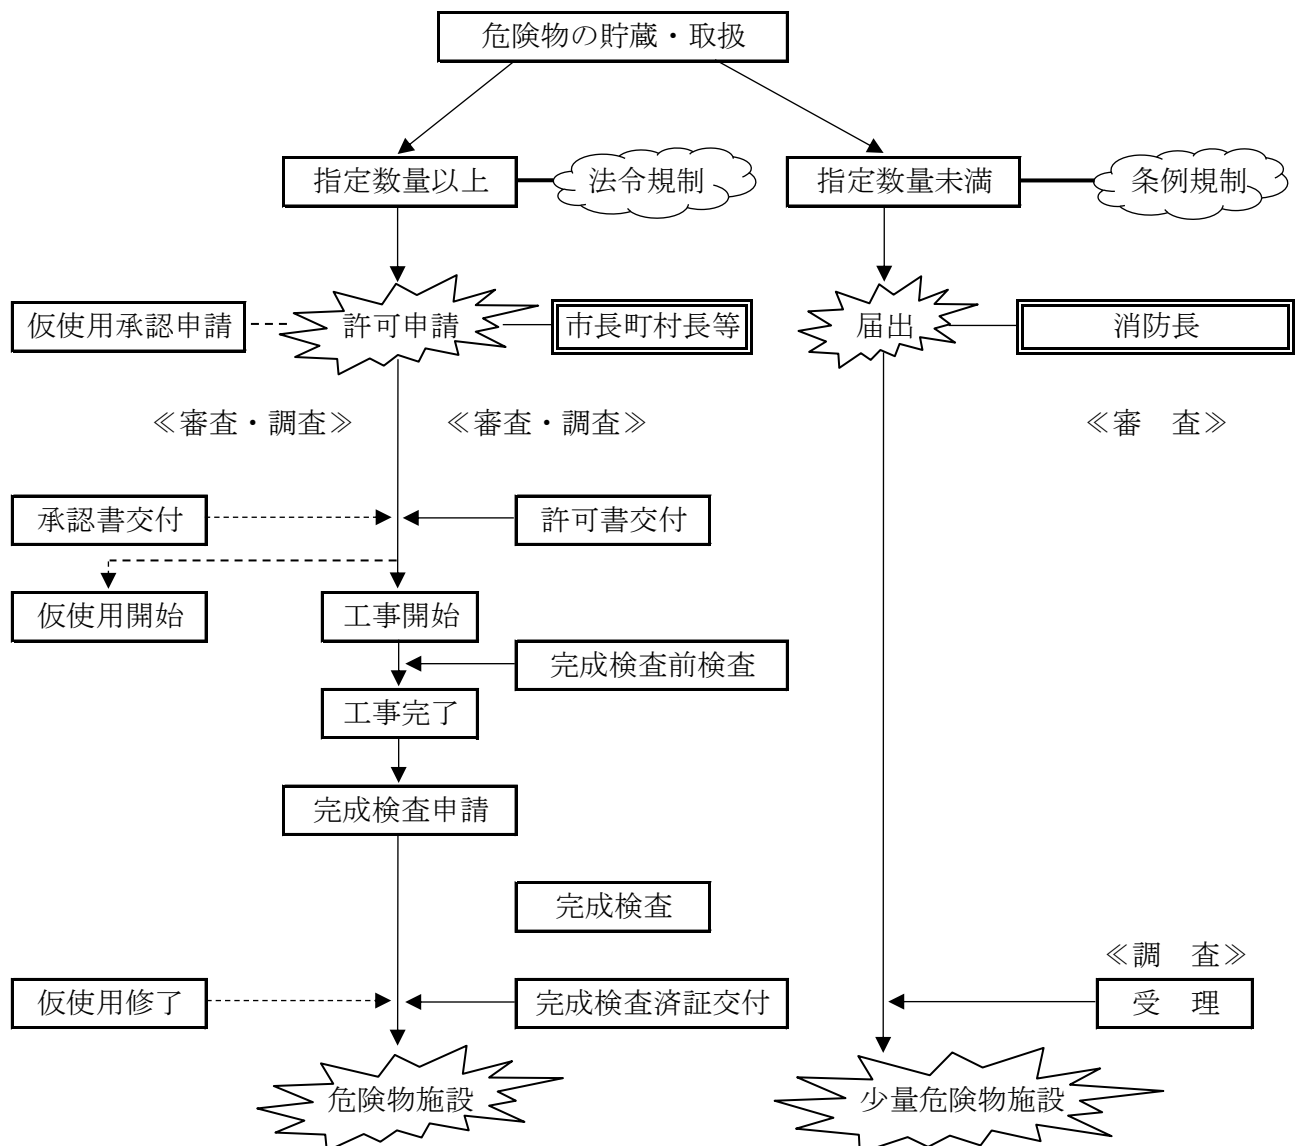 危険物の貯蔵・取扱
指定数量以上
法令規制
指定数量未満
条例規制
仮使用承認申請
許可申請
市長町村長等
届出
消防長
≪審査・調査≫
≪審査・調査≫
≪審　査≫
承認書交付
許可書交付
仮使用開始
工事開始
完成検査前検査
工事完了
完成検査申請
完成検査
≪調　査≫
仮使用修了
完成検査済証交付
受　理
危険物施設
少量危険物施設